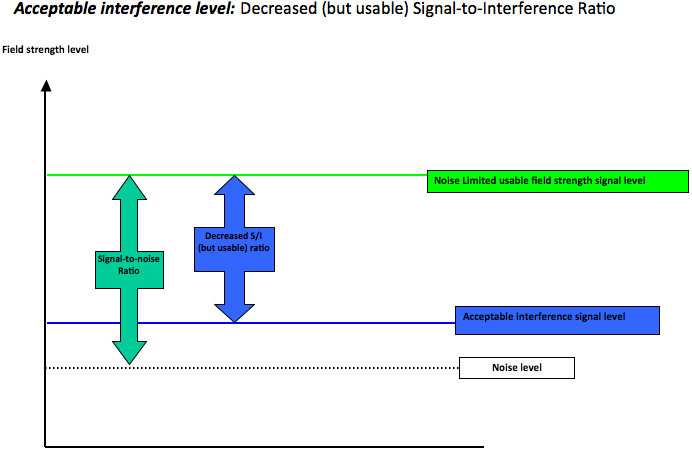 Acceptable interference level: Decreased (but usable) Signal-to-Interference Ratio
Field strength level
Noise Limited usable field strength signal level
Decreased S/I
(but usable) ratio
Signal-to-noise
Ratio
Acceptable interference signal level
Noise level